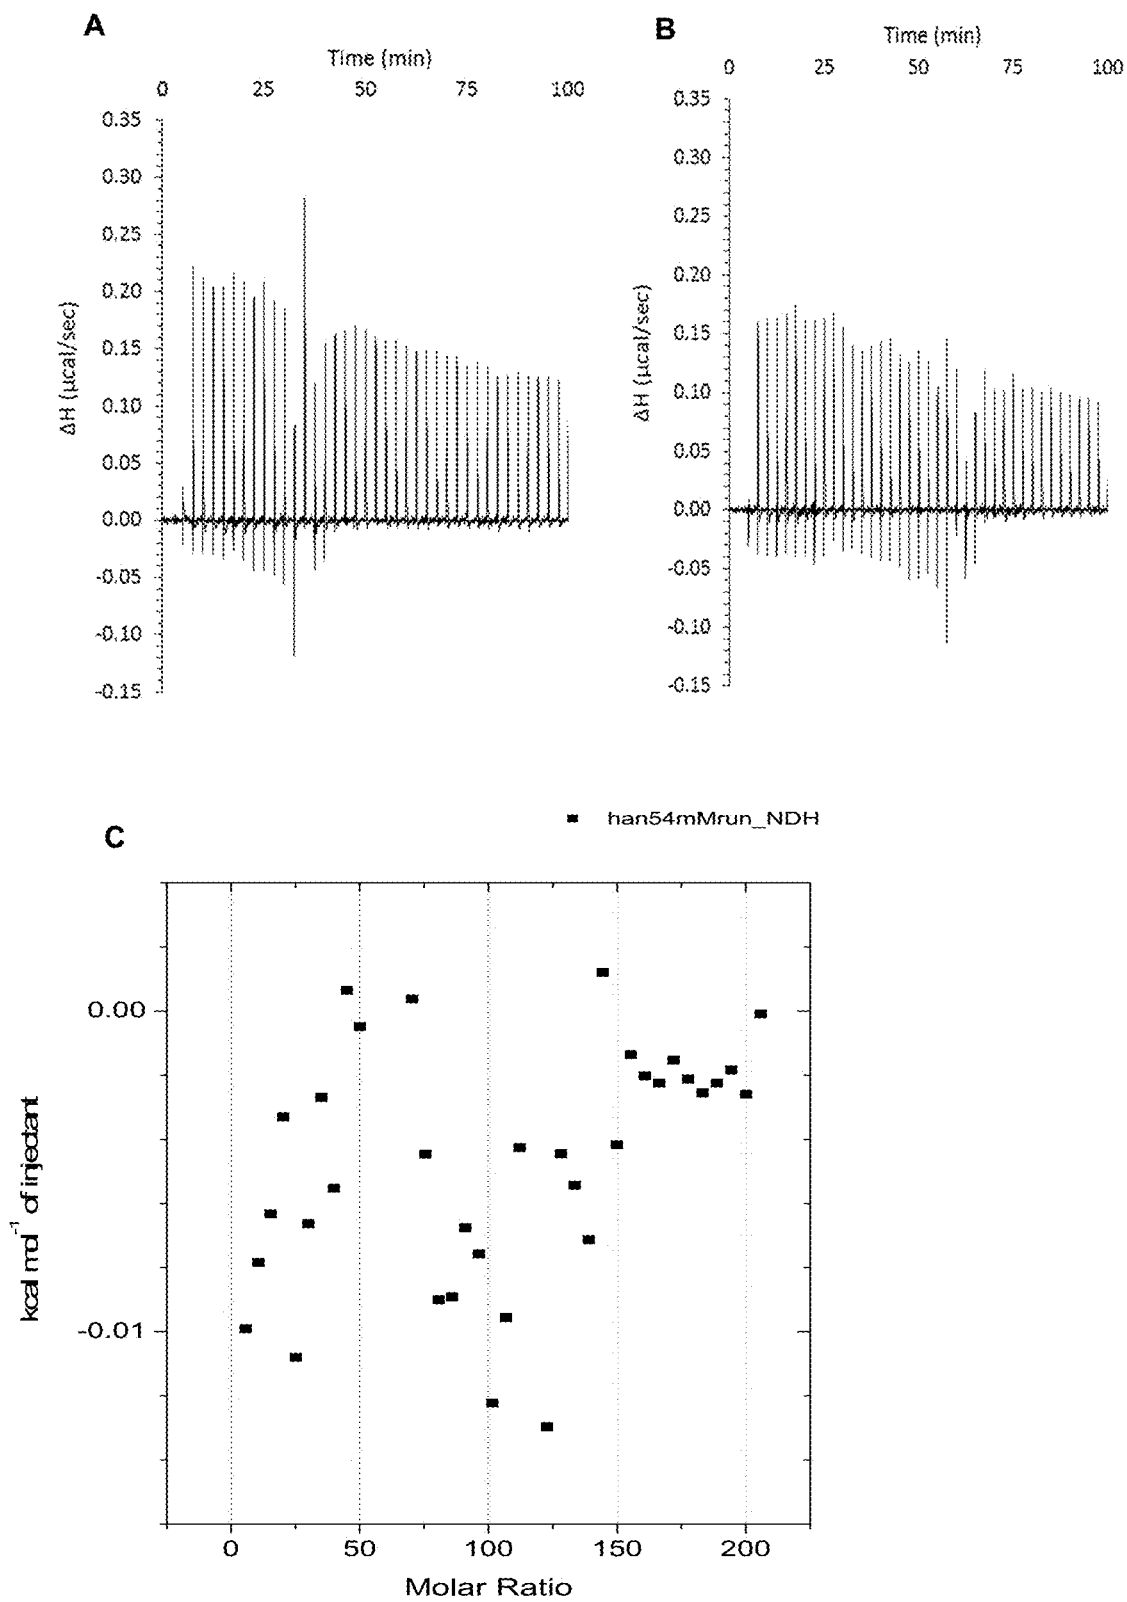 A
Time (min)
0 25 50 75 100
0.35
0.30
0.25
0.20
0.15
0.10
0.05
0.00
-0.05
-0.10
-0.15
ΔH (μcal/sec)
B
Time (min)
0 25 50 75 100
0.35
0.30
0.25
0.20
0.15
0.10
0.05
0.00
-0.05
-0.10
-0.15
ΔH (μcal/sec)
C
han54mMrun_NDH
0.00
-0.01
kcal mol⁻¹ of injectant
0 50 100 150 200
Molar Ratio